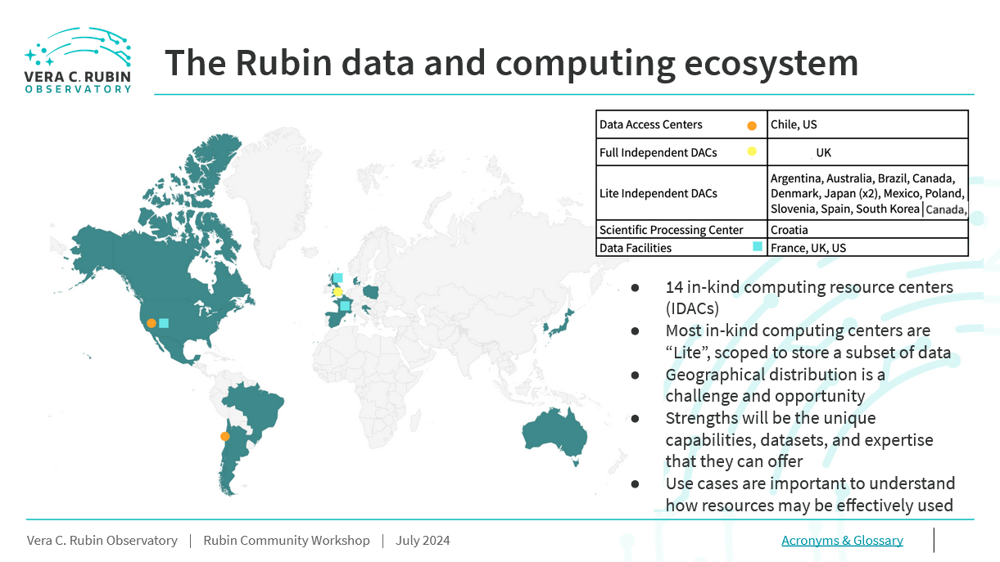 VERA C. RUBIN
OBSERVATORY
The Rubin data and computing ecosystem
Data Access Centers
Chile, US
Full Independent DACs
UK
Lite Independent DACs
Argentina, Australia, Brazil, Canada,
Denmark, Japan (x2), Mexico, Poland,
Slovenia, Spain, South Korea Canada,
Scientific Processing Center
Croatia
Data Facilities
France, UK, US
● 14 in-kind computing resource centers
(IDACs)
● Most in-kind computing centers are
“Lite”, scoped to store a subset of data
● Geographical distribution is a
challenge and opportunity
● Strengths will be the unique
capabilities, datasets, and expertise
that they can offer
● Use cases are important to understand
how resources may be effectively used
Vera C. Rubin Observatory | Rubin Community Workshop | July 2024
Acronyms & Glossary